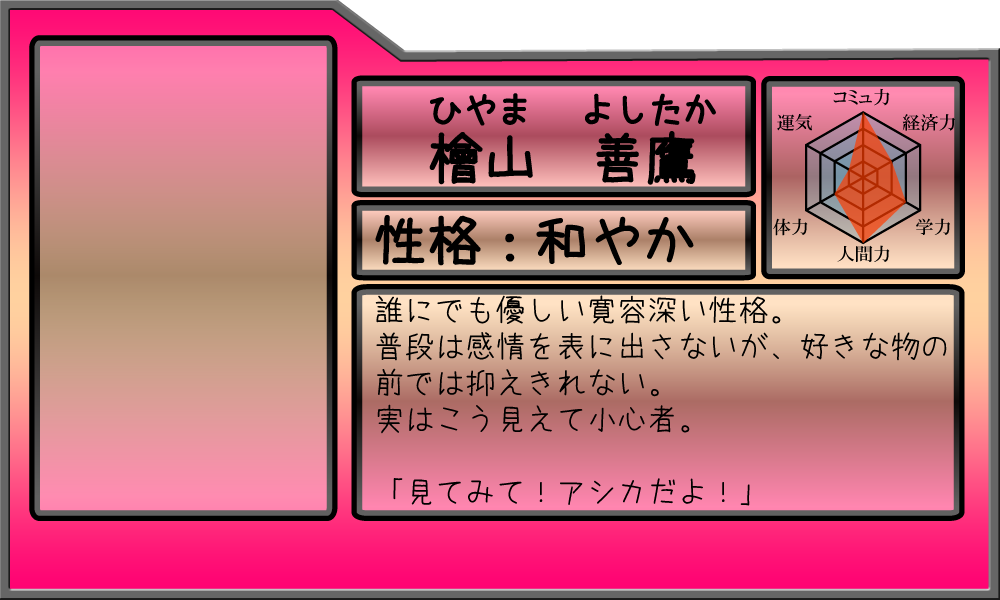 ひやま よしたか
檜山 善鷹
性格：和やか
コミュ力
運気
経済力
体力
学力
人間力
誰にでも優しい寛容深い性格。
普段は感情を表に出さないが、好きな物の
前では抑えきれない。
実はこう見えて小心者。
「見てみて！アシカだよ！」